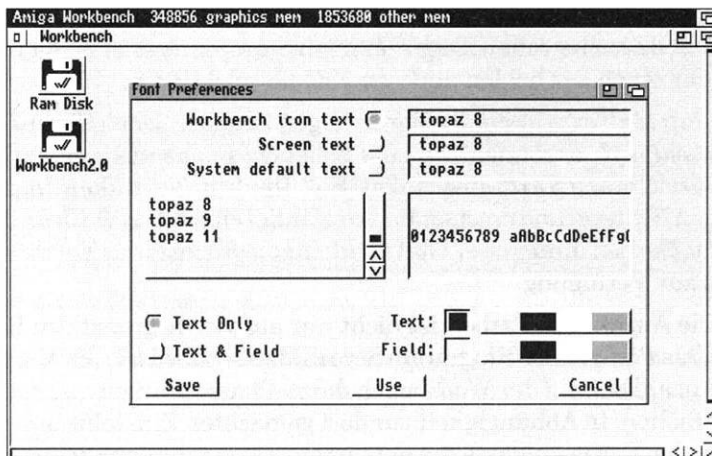 Amiga Workbench 348856 graphics mem 1853680 other mem
Workbench
Ram Disk
Workbench2.0
Font Preferences
Workbench icon text topaz 8
Screen text topaz 8
System default text topaz 8
topaz 8
topaz 9
topaz 11
0123456789 aAbBcCdDeEfFgG
Text Only
Text & Field
Text:
Field:
Save Use Cancel